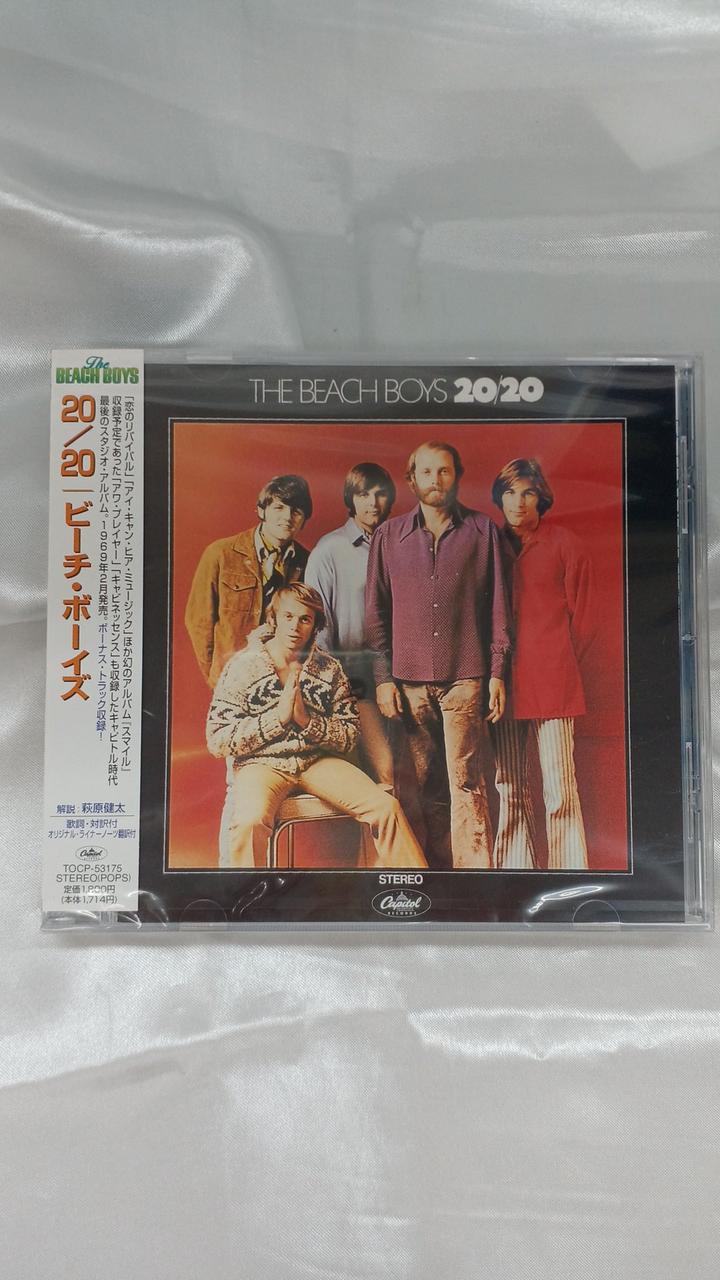 The
BEACH BOYS
20/20
ビーチ・ボーイズ
「恋のリバイバル」「アイ・キャン・ヒア・ミュージック」ほか幻のアルバム『スマイル』
収録予定であった「アワ・プレイヤー」「キャビネッセンス」も収録したキャピトル時代
最後のスタジオ・アルバム。1969年2月発売。ボーナス・トラック収録!
解説:萩原健太
歌詞・対訳付
オリジナル・ライナーノーツ翻訳付
Capitol
TOCP-53175
STEREO(POPS)
定価1,800円
(本体1,714円)
THE BEACH BOYS 20/20
STEREO
Capitol
RECORDS